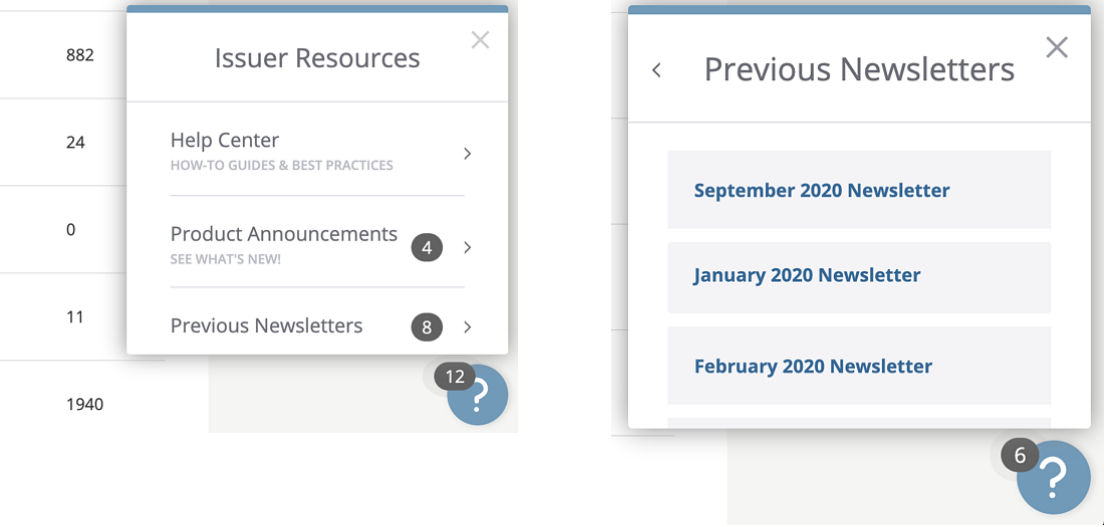 882
24
0
11
1940
Issuer Resources
Help Center
HOW-TO GUIDES & BEST PRACTICES
Product Announcements
4
SEE WHAT'S NEW!
Previous Newsletters
8
12
?
Previous Newsletters
September 2020 Newsletter
January 2020 Newsletter
February 2020 Newsletter
6
?